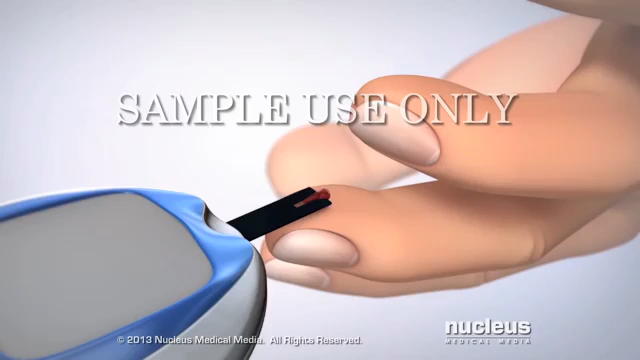 SAMPLE USE ONLY
© 2013 Nucleus Medical Media. All Rights Reserved.
nucleus
MEDICAL MEDIA